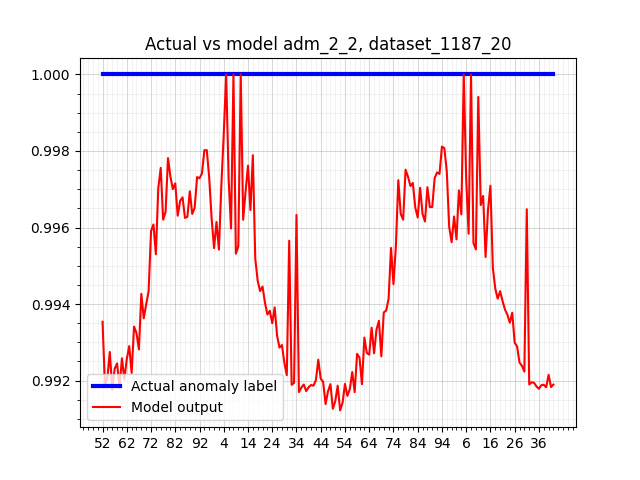 Actual vs model adm_2_2, dataset_1187_20
1.000
0.998
0.996
0.994
0.992
Actual anomaly label
Model output
52 62 72 82 92 4 14 24 34 44 54 64 74 84 94 6 16 26 36